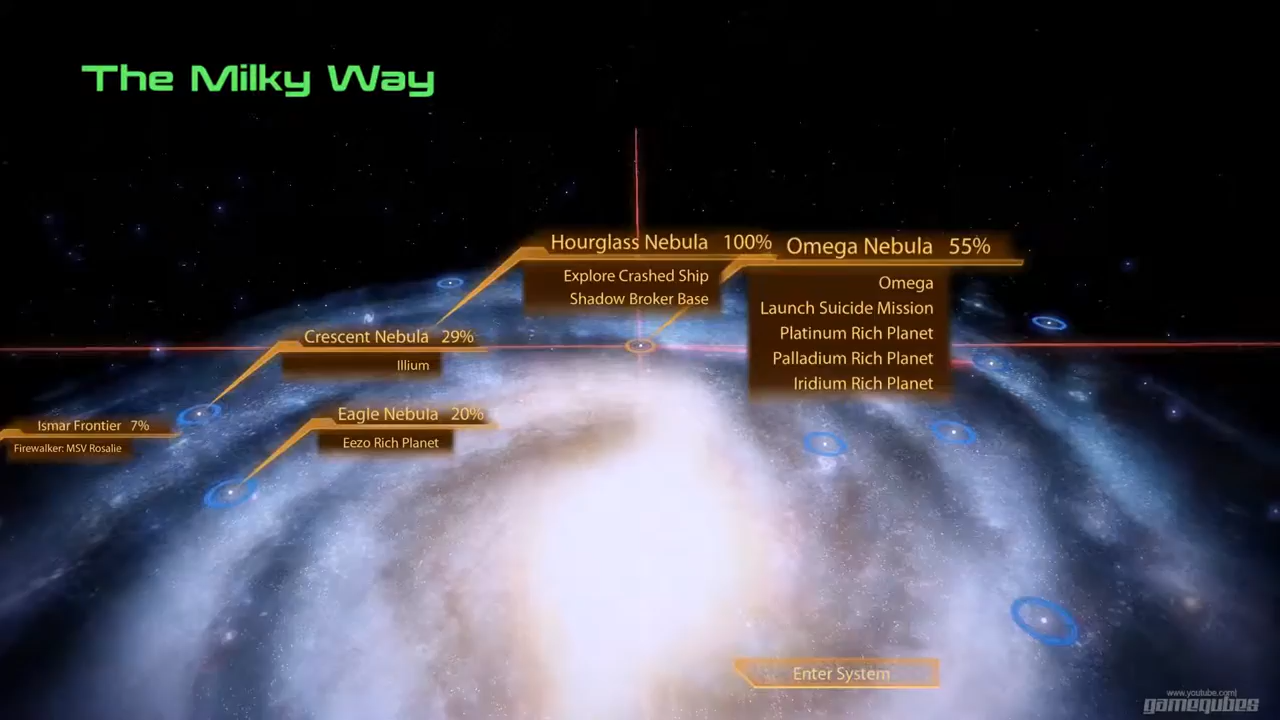 The Milky Way
Hourglass Nebula 100%
Explore Crashed Ship
Shadow Broker Base
Omega Nebula 55%
Omega
Launch Suicide Mission
Platinum Rich Planet
Palladium Rich Planet
Iridium Rich Planet
Crescent Nebula 29%
Illium
Eagle Nebula 20%
Eezo Rich Planet
Ismar Frontier 7%
Firewalker: MSV Rosalie
Enter System
www.youtube.com/
gamequbes